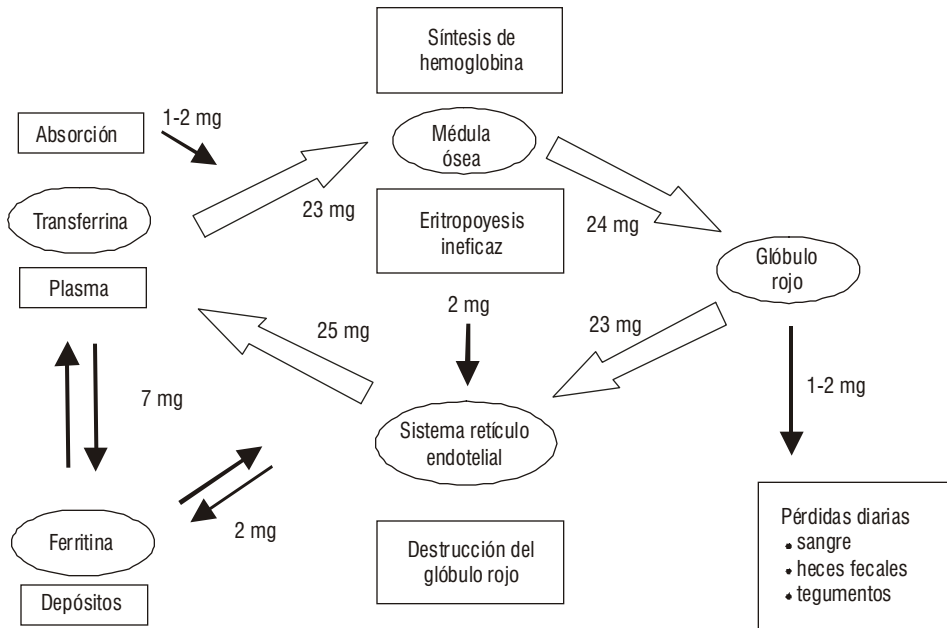 Síntesis de
hemoglobina
1-2 mg
Absorción
Médula
ósea
23 mg
Transferrina
Eritropoyesis
ineficaz
24 mg
Plasma
Glóbulo
rojo
2 mg
23 mg
25 mg
7 mg
1-2 mg
Sistema retículo
endotelial
2 mg
Ferritina
Depósitos
Destrucción del
glóbulo rojo
Pérdidas diarias
• sangre
• heces fecales
• tegumentos